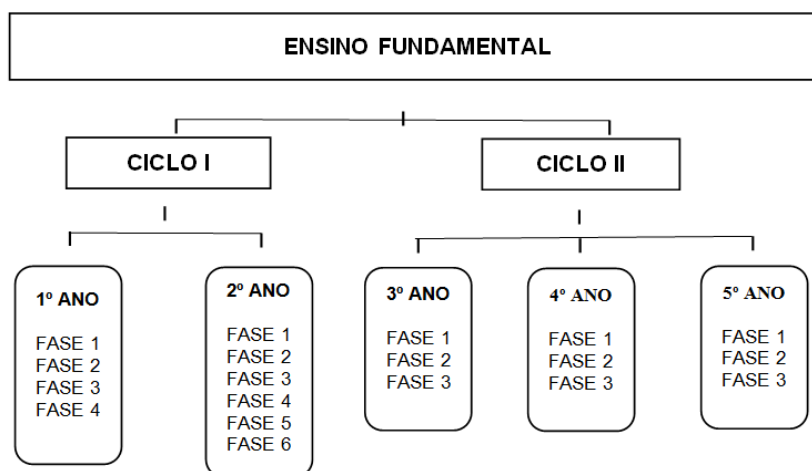 ENSINO FUNDAMENTAL
CICLO I
CICLO II
1º ANO
FASE 1
FASE 2
FASE 3
FASE 4
2º ANO
FASE 1
FASE 2
FASE 3
FASE 4
FASE 5
FASE 6
3º ANO
FASE 1
FASE 2
FASE 3
4º ANO
FASE 1
FASE 2
FASE 3
5º ANO
FASE 1
FASE 2
FASE 3